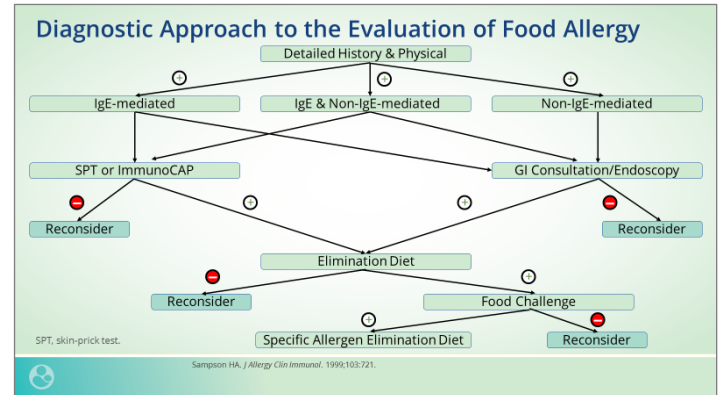 Diagnostic Approach to the Evaluation of Food Allergy
Detailed History & Physical
IgE-mediated
IgE & Non-IgE-mediated
Non-IgE-mediated
SPT or ImmunoCAP
GI Consultation/Endoscopy
Reconsider
Reconsider
Elimination Diet
Reconsider
Food Challenge
SPT, skin-prick test.
Specific Allergen Elimination Diet
Reconsider
Sampson HA. J Allergy Clin Immunol. 1999;103:721.